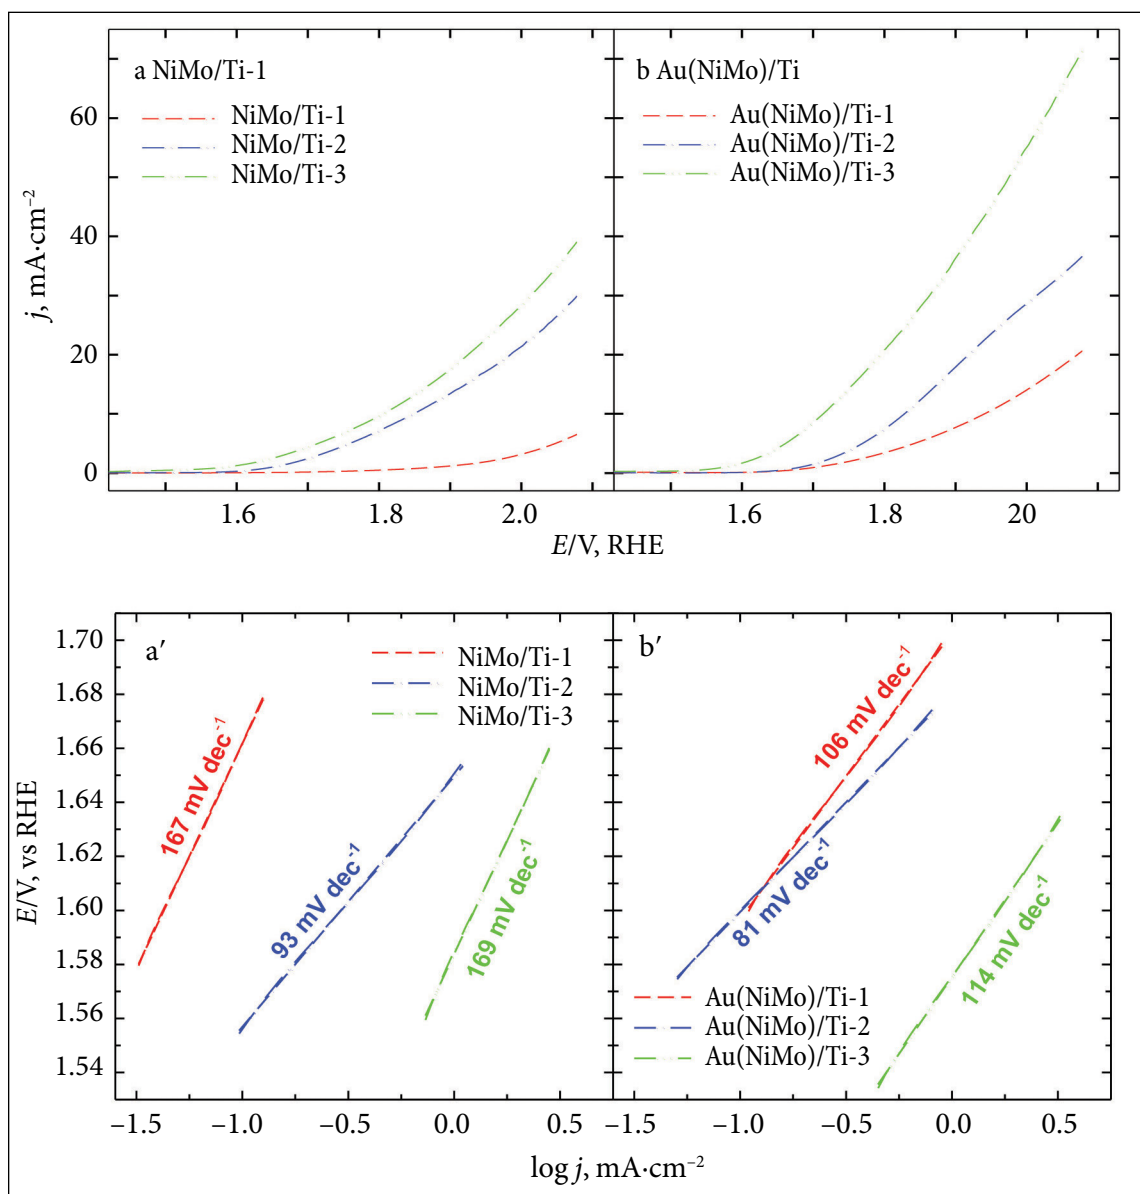 a NiMo/Ti-1
NiMo/Ti-1
NiMo/Ti-2
NiMo/Ti-3
b Au(NiMo)/Ti
Au(NiMo)/Ti-1
Au(NiMo)/Ti-2
Au(NiMo)/Ti-3
j, mA·cm⁻²
60
40
20
0
1.6 1.8 2.0 1.6 1.8 20
E/V, RHE
a′
NiMo/Ti-1
NiMo/Ti-2
NiMo/Ti-3
167 mV dec⁻¹
93 mV dec⁻¹
169 mV dec⁻¹
b′
106 mV dec⁻¹
81 mV dec⁻¹
114 mV dec⁻¹
Au(NiMo)/Ti-1
Au(NiMo)/Ti-2
Au(NiMo)/Ti-3
E/V, vs RHE
1.70
1.68
1.66
1.64
1.62
1.60
1.58
1.56
1.54
–1.5 –1.0 –0.5 0.0 0.5 –1.5 –1.0 –0.5 0.0 0.5
log j, mA·cm⁻²